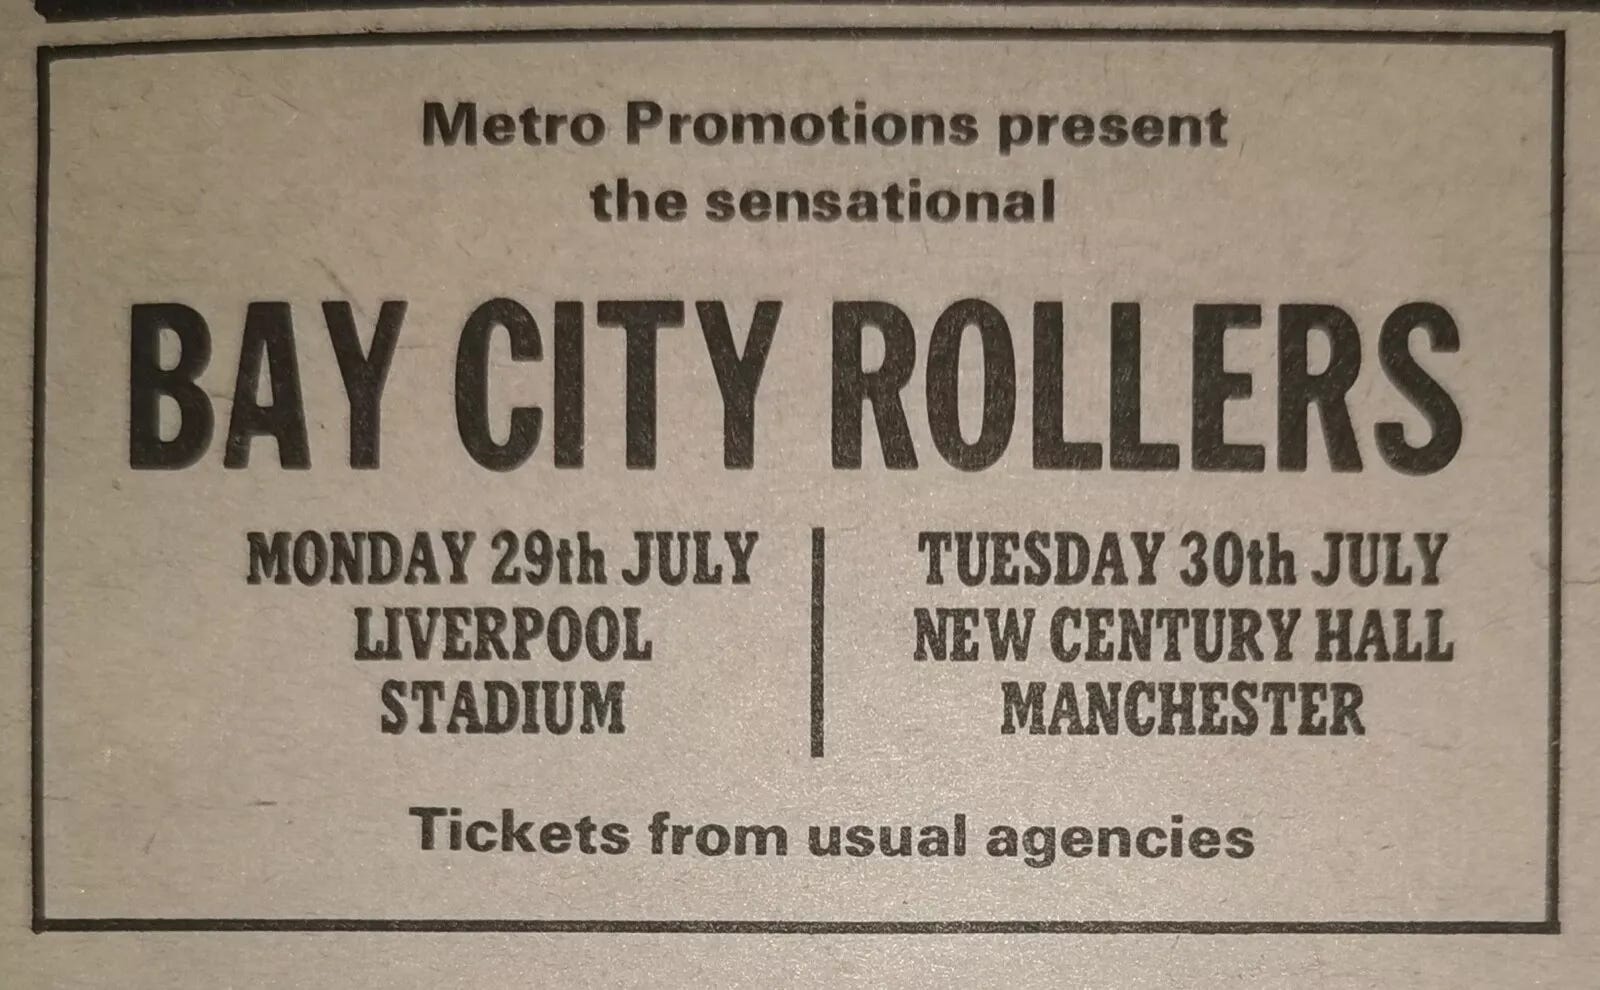 Metro Promotions present
the sensational
BAY CITY ROLLERS
MONDAY 29th JULY
LIVERPOOL
STADIUM
TUESDAY 30th JULY
NEW CENTURY HALL
MANCHESTER
Tickets from usual agencies